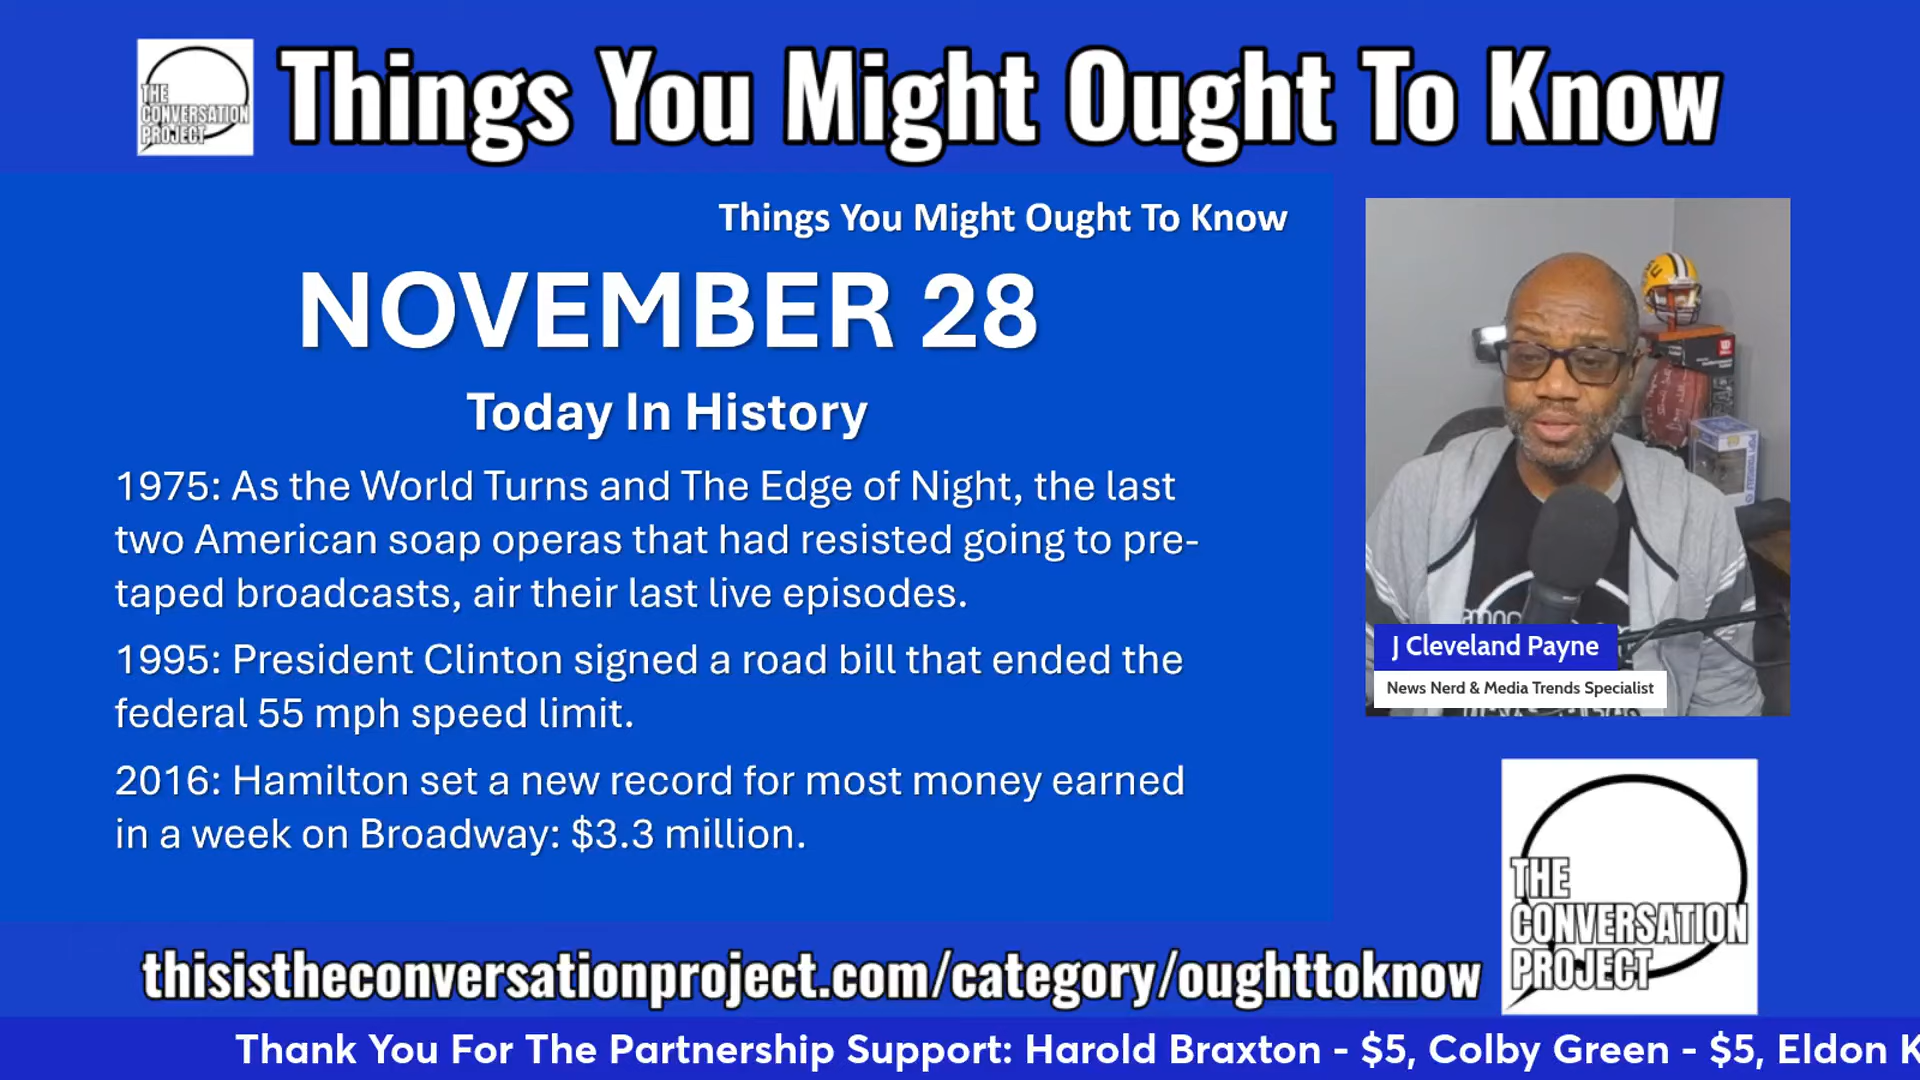 THE
CONVERSATION
PROJECT
Things You Might Ought To Know
Things You Might Ought To Know
NOVEMBER 28
Today In History
1975: As the World Turns and The Edge of Night, the last
two American soap operas that had resisted going to pre-
taped broadcasts, air their last live episodes.
1995: President Clinton signed a road bill that ended the
federal 55 mph speed limit.
2016: Hamilton set a new record for most money earned
in a week on Broadway: $3.3 million.
J Cleveland Payne
News Nerd & Media Trends Specialist
THE
CONVERSATION
PROJECT
thisistheconversationproject.com/category/oughttoknow
Thank You For The Partnership Support: Harold Braxton - $5, Colby Green - $5, Eldon